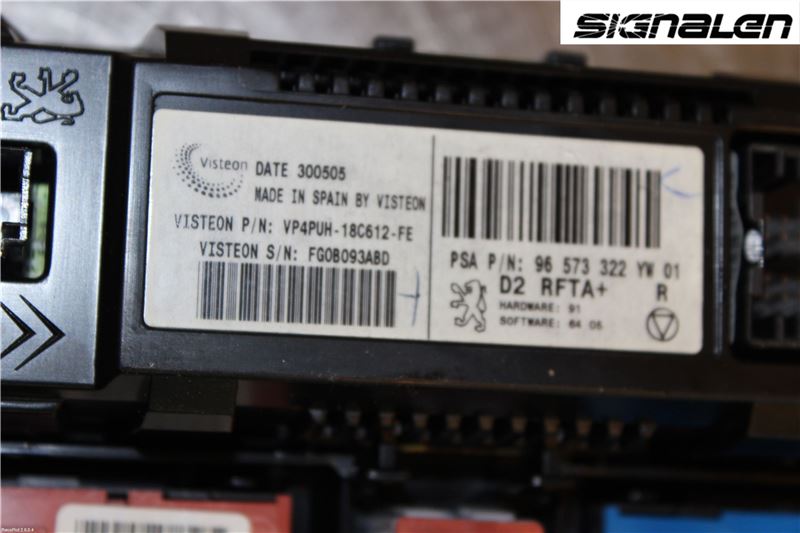 SIGNALEN
Visteon DATE 300505
MADE IN SPAIN BY VISTEON
VISTEON P/N: VP4PUH-18C612-FE
VISTEON S/N: FG0B093ABD
PSA P/N: 96 573 322 YW 01
D2 RFTA+ R
HARDWARE: 91
SOFTWARE: 64 05